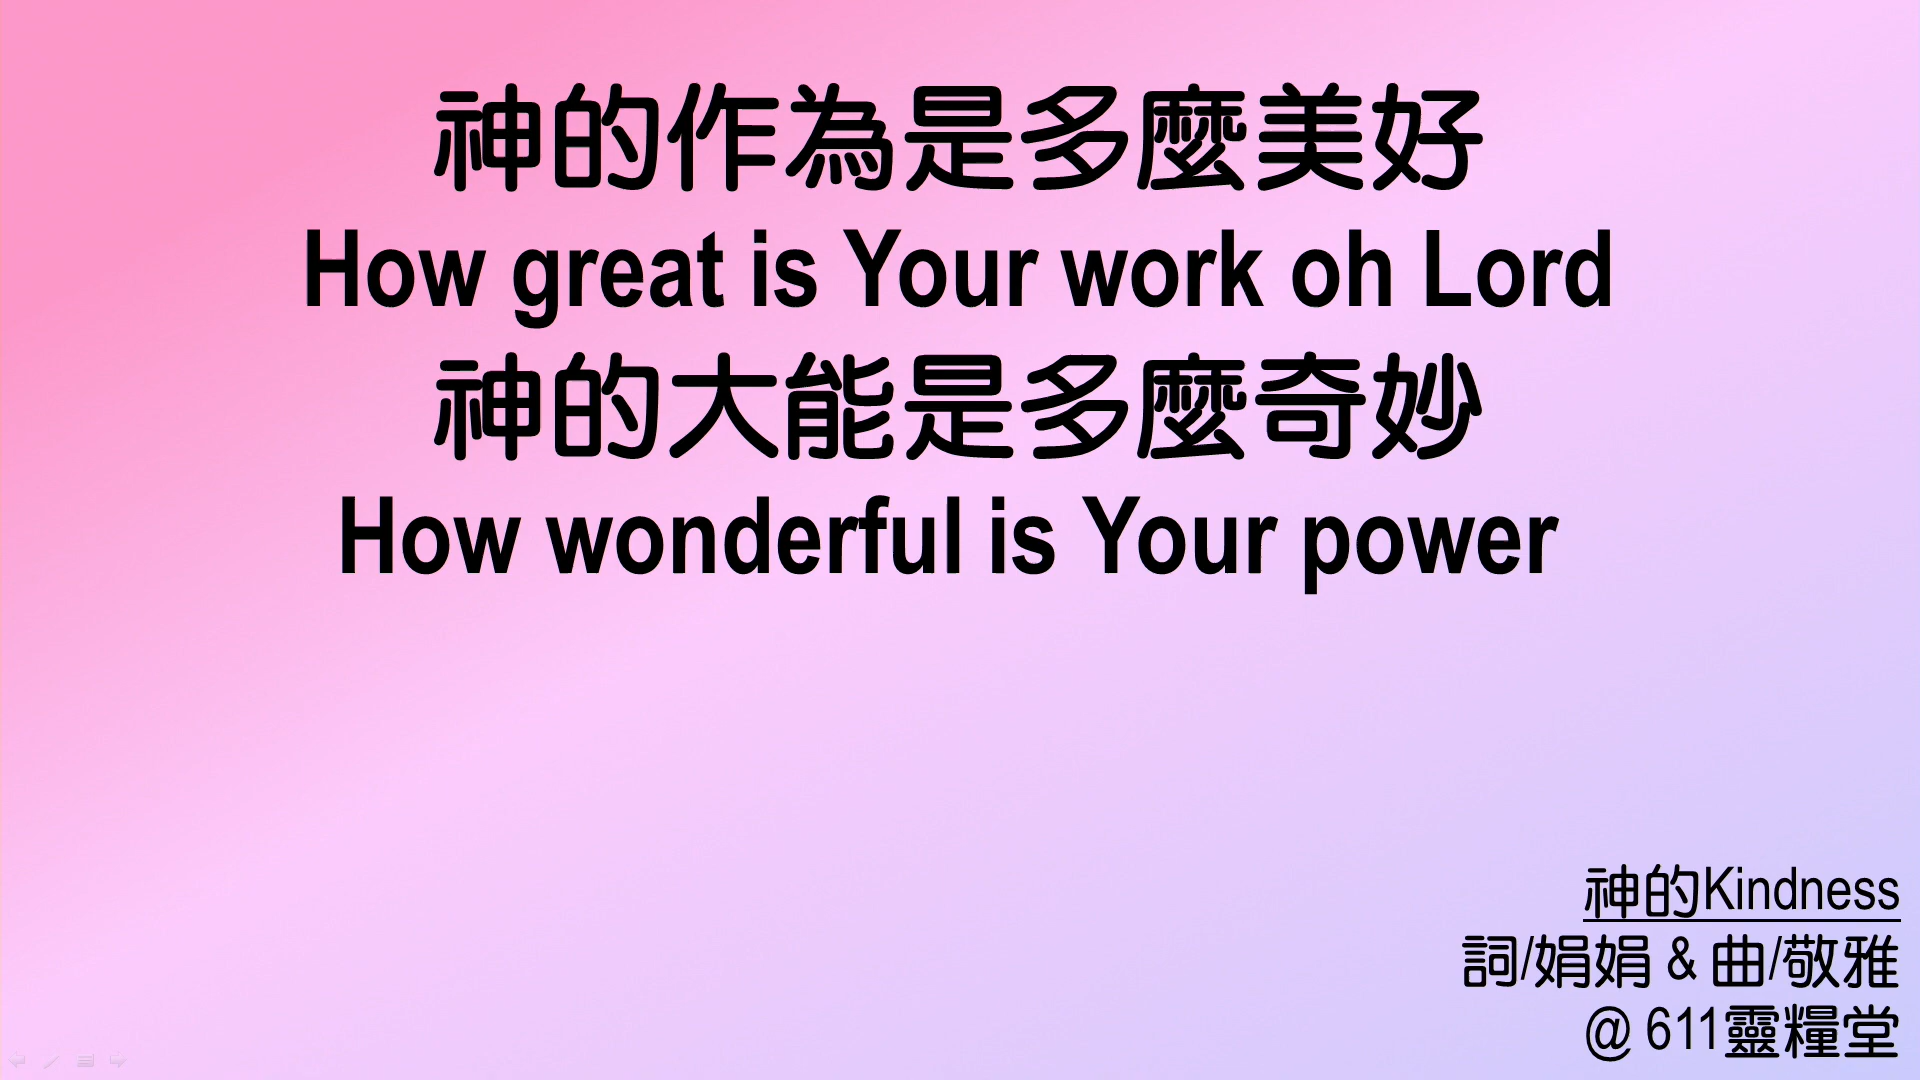 神的作為是多麼美好
How great is Your work oh Lord
神的大能是多麼奇妙
How wonderful is Your power
神的Kindness
詞/娟娟 & 曲/敬雅
@ 611靈糧堂